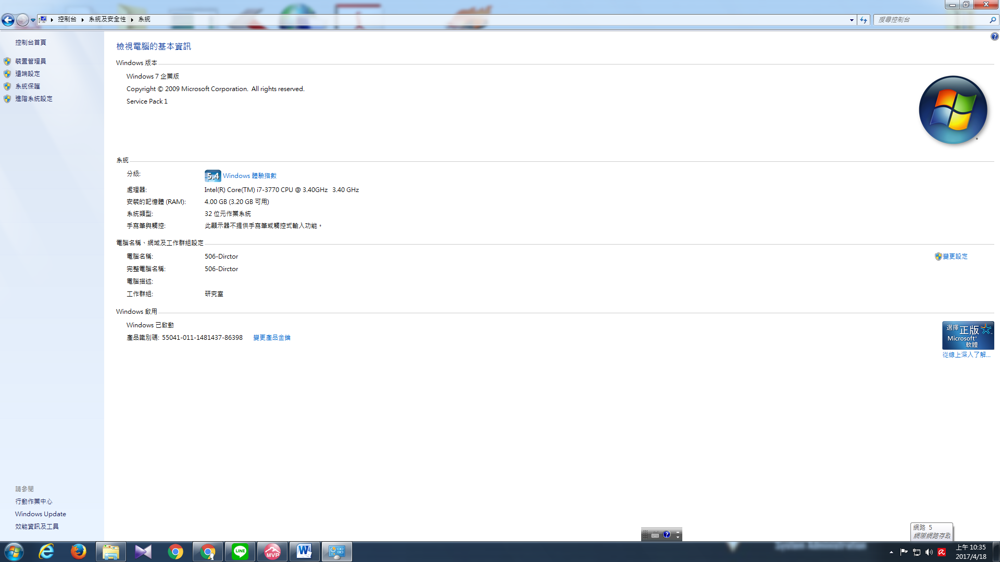 控制台
系統及安全性
系統
搜尋控制台
控制台首頁
裝置管理員
遠端設定
系統保護
進階系統設定
檢視電腦的基本資訊
Windows 版本
Windows 7 企業版
Copyright © 2009 Microsoft Corporation. All rights reserved.
Service Pack 1
系統
分級:
5.4 Windows 體驗指數
處理器: Intel(R) Core(TM) i7-3770 CPU @ 3.40GHz 3.40 GHz
安裝的記憶體 (RAM): 4.00 GB (3.20 GB 可用)
系統類型: 32 位元作業系統
手寫筆與觸控: 此顯示器不提供手寫筆或觸控式輸入功能。
電腦名稱、網域及工作群組設定
電腦名稱: 506-Dirctor
變更設定
完整電腦名稱: 506-Dirctor
電腦描述:
工作群組: 研究室
Windows 啟用
Windows 已啟動
產品識別碼: 55041-011-1481437-86398 變更產品金鑰
選擇 正版
Microsoft®
軟體
從線上深入了解...
請參閱
行動作業中心
Windows Update
效能資訊及工具
網路 5
網際網路存取
System Administration
LINE
MVP
上午 10:35
2017/4/18